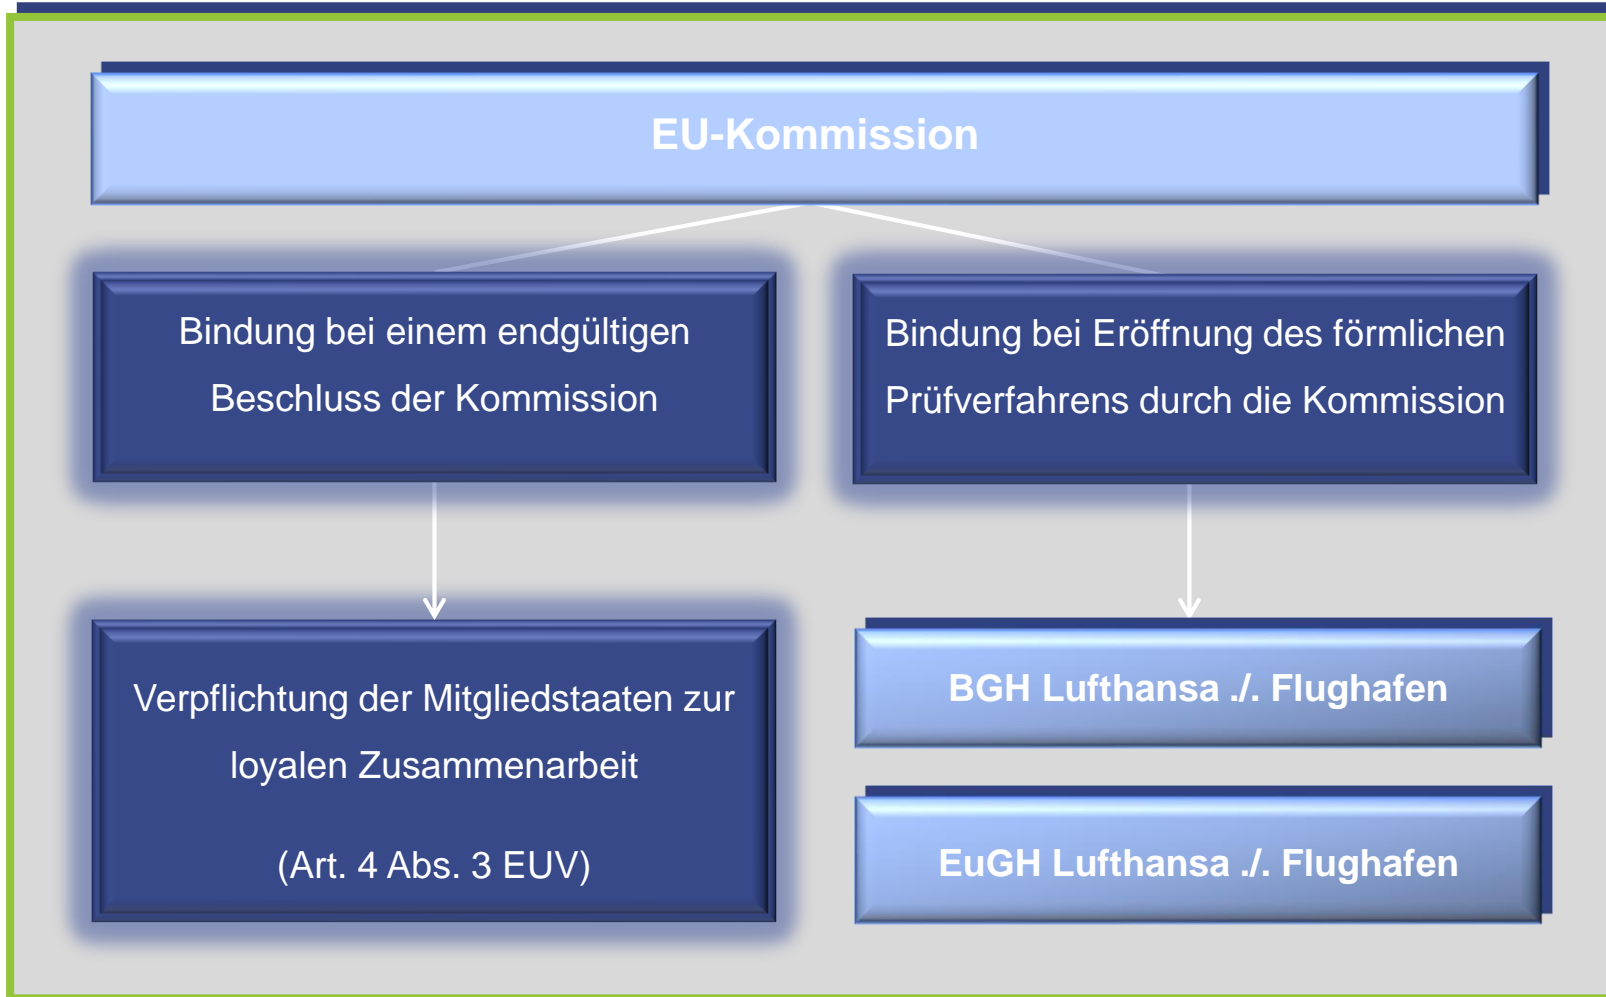 EU-Kommission
Bindung bei einem endgültigen
Beschluss der Kommission
Bindung bei Eröffnung des förmlichen
Prüfverfahrens durch die Kommission
Verpflichtung der Mitgliedstaaten zur
loyalen Zusammenarbeit
(Art. 4 Abs. 3 EUV)
BGH Lufthansa ./. Flughafen
EuGH Lufthansa ./. Flughafen